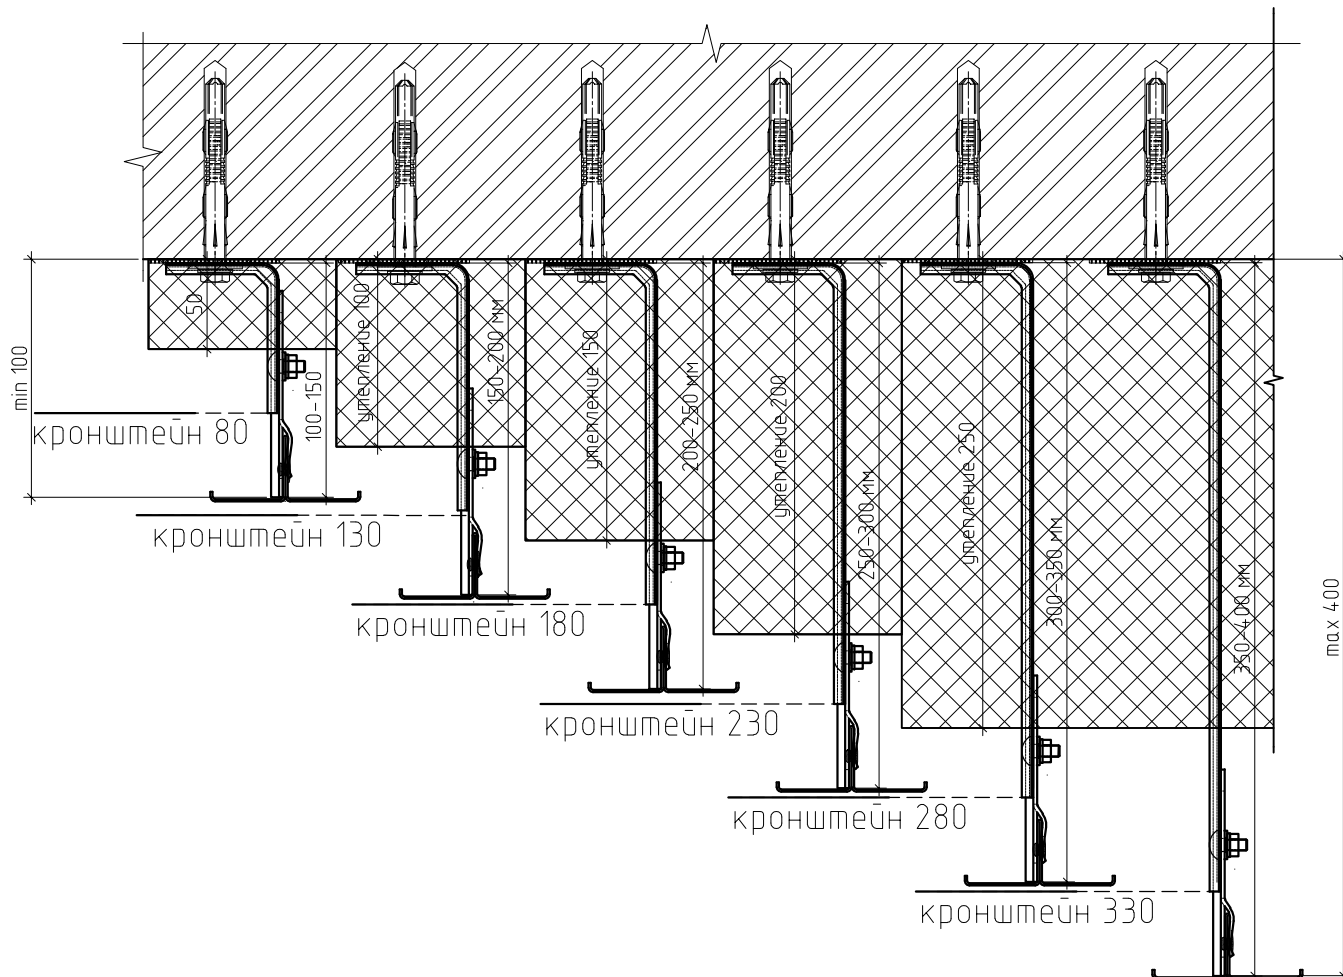 min 100
50
100-150
кронштейн 80
утепление 100
150-200 мм
кронштейн 130
утепление 150
200-250 мм
кронштейн 180
утепление 200
250-300 мм
кронштейн 230
утепление 250
300-350 мм
кронштейн 280
350-400 мм
кронштейн 330
max 400